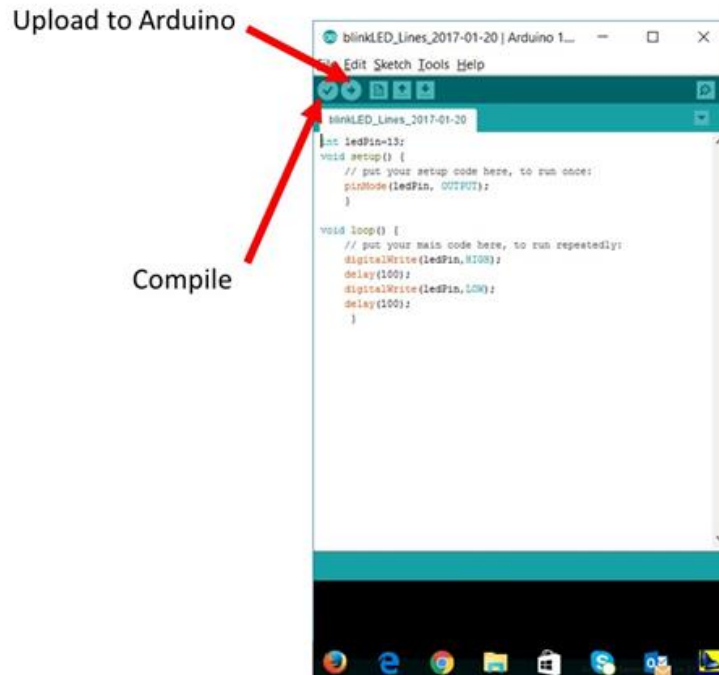 Upload to Arduino
blinkLED_Lines_2017-01-20 | Arduino 1...
File Edit Sketch Tools Help
blinkLED_Lines_2017-01-20
int ledPin=13;
void setup() {
// put your setup code here, to run once:
pinMode(ledPin, OUTPUT);
}
void loop() {
// put your main code here, to run repeatedly:
digitalWrite(ledPin,HIGH);
delay(100);
digitalWrite(ledPin,LOW);
delay(100);
}
Compile